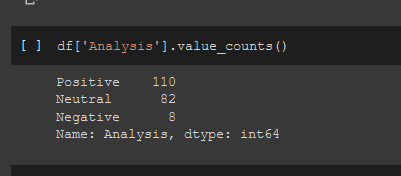 [ ] df['Analysis'].value_counts()
Positive    110
Neutral      82
Negative      8
Name: Analysis, dtype: int64